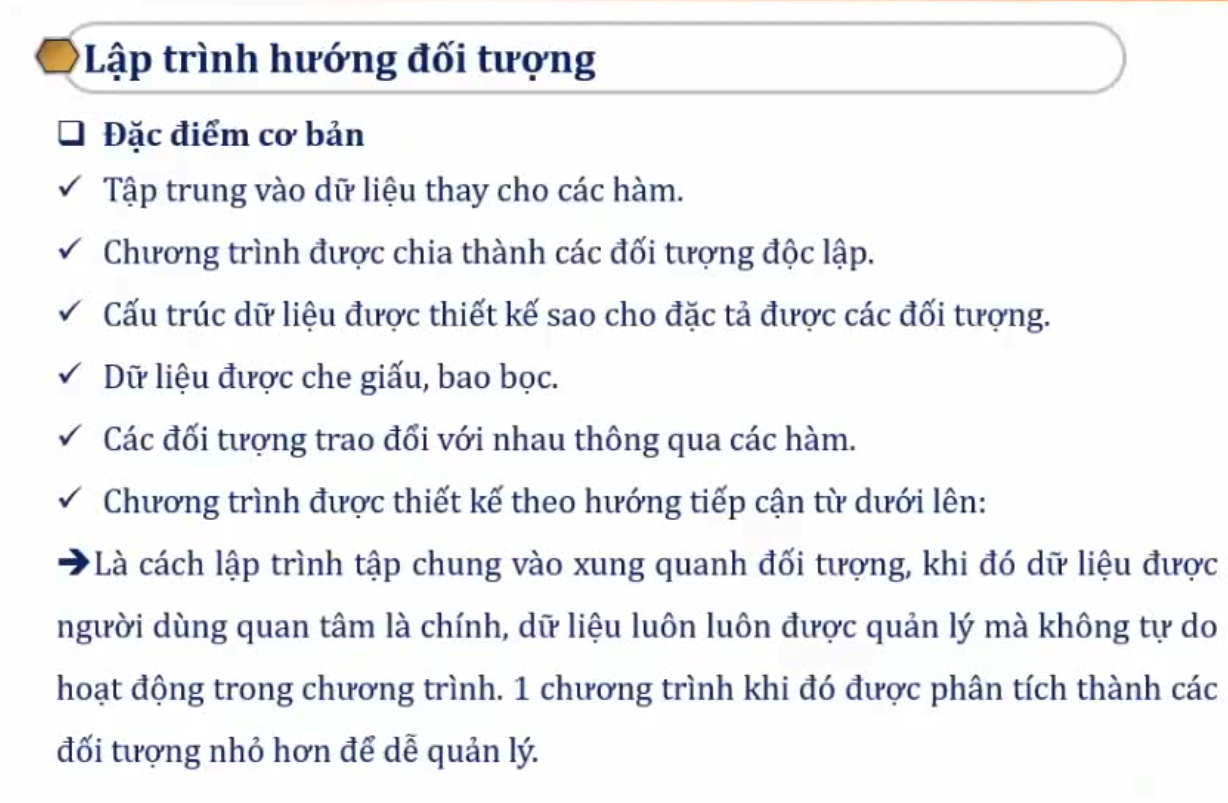 Lập trình hướng đối tượng
Đặc điểm cơ bản
Tập trung vào dữ liệu thay cho các hàm.
Chương trình được chia thành các đối tượng độc lập.
Cấu trúc dữ liệu được thiết kế sao cho đặc tả được các đối tượng.
Dữ liệu được che giấu, bao bọc.
Các đối tượng trao đổi với nhau thông qua các hàm.
Chương trình được thiết kế theo hướng tiếp cận từ dưới lên:
Là cách lập trình tập chung vào xung quanh đối tượng, khi đó dữ liệu được
người dùng quan tâm là chính, dữ liệu luôn luôn được quản lý mà không tự do
hoạt động trong chương trình. 1 chương trình khi đó được phân tích thành các
đối tượng nhỏ hơn để dễ quản lý.